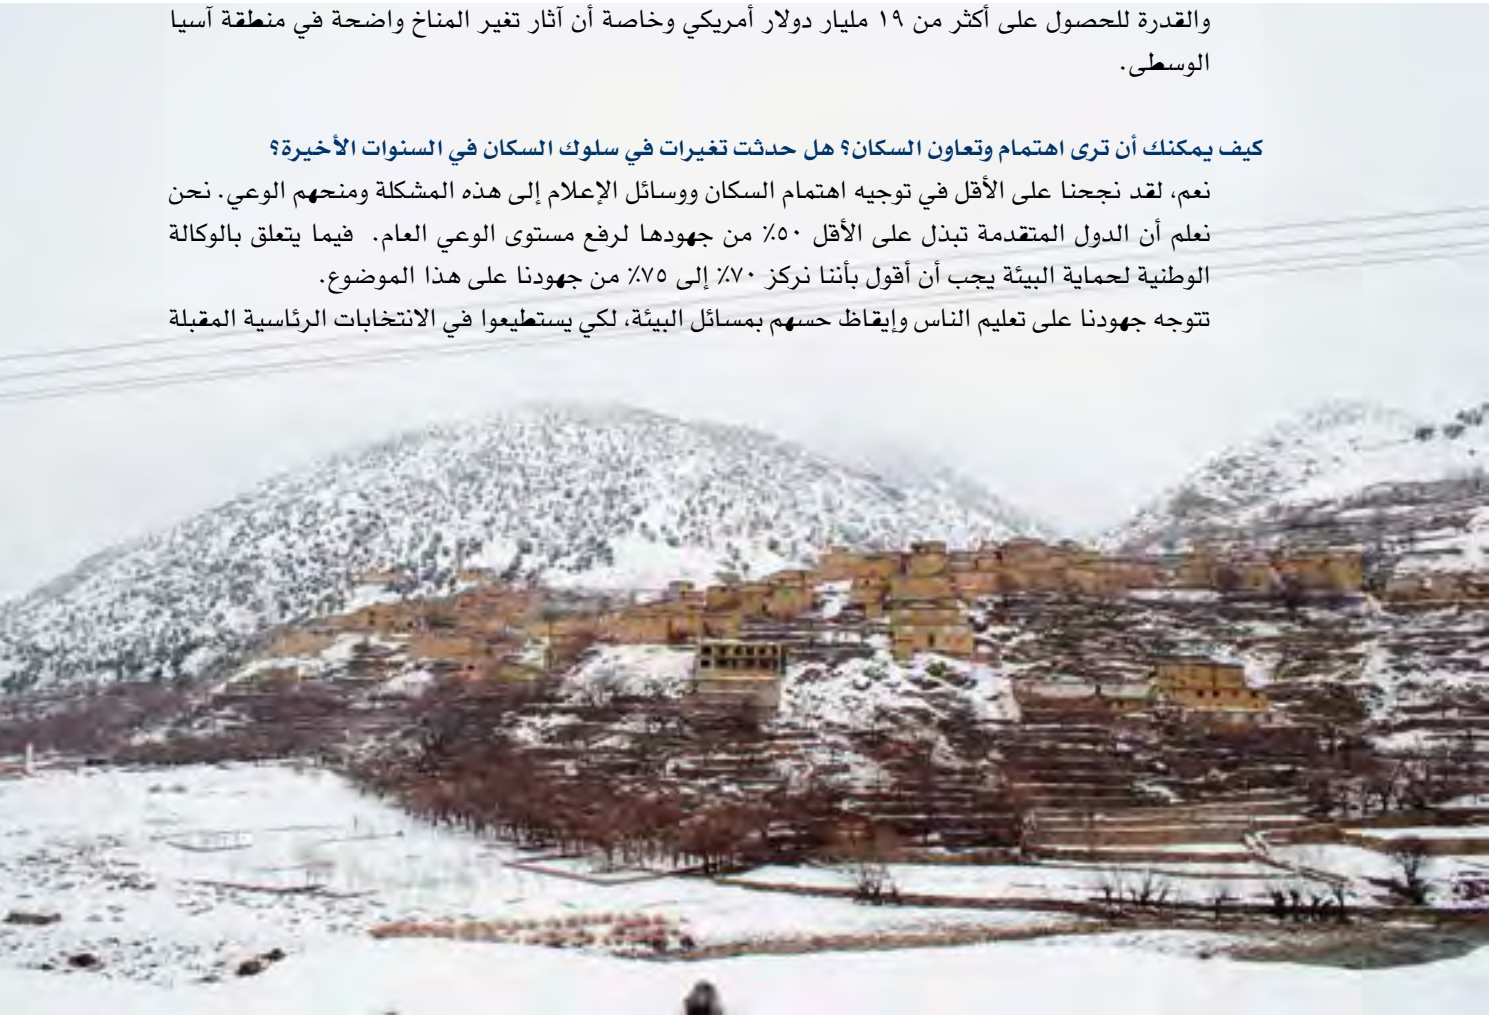 والقدرة للحصول على أكثر من ١٩ مليار دولار أمريكي وخاصة أن آثار تغير المناخ واضحة في منطقة آسيا
الوسطى.
كيف يمكنك أن ترى اهتمام وتعاون السكان؟ هل حدثت تغيرات في سلوك السكان في السنوات الأخيرة؟
نعم، لقد نجحنا على الأقل في توجيه اهتمام السكان ووسائل الإعلام إلى هذه المشكلة ومنحهم الوعي. نحن
نعلم أن الدول المتقدمة تبذل على الأقل ٥٠٪ من جهودها لرفع مستوى الوعي العام. فيما يتعلق بالوكالة
الوطنية لحماية البيئة يجب أن أقول بأننا نركز ٧٠٪ إلى ٧٥٪ من جهودنا على هذا الموضوع.
تتوجه جهودنا على تعليم الناس وإيقاظ حسهم بمسائل البيئة، لكي يستطيعوا في الانتخابات الرئاسية المقبلة